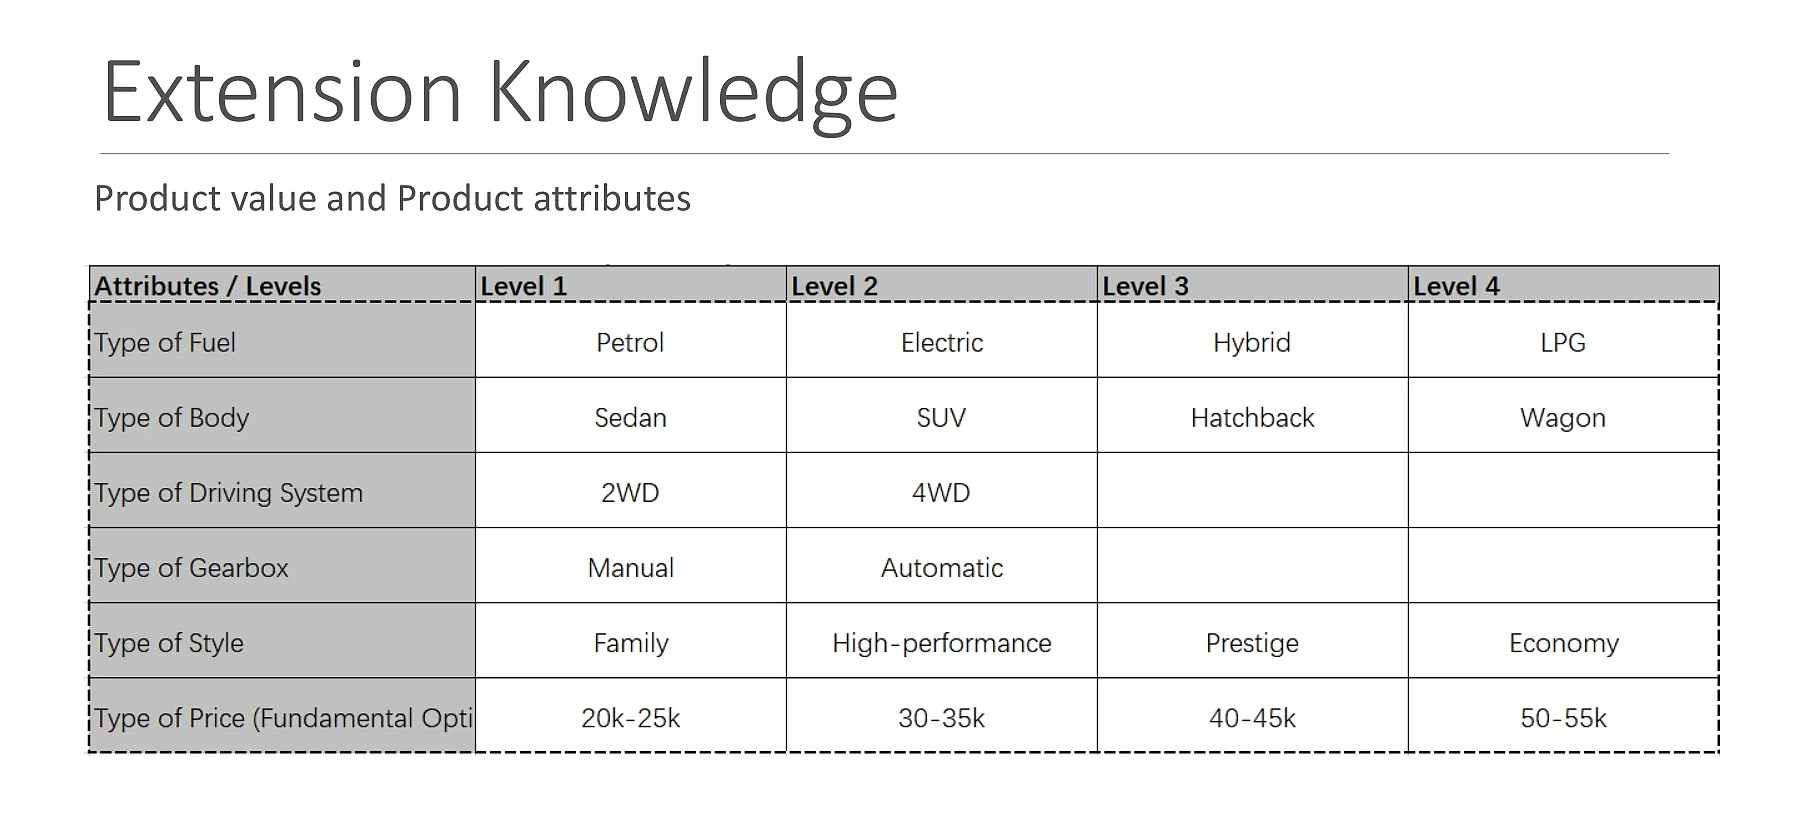 Extension Knowledge
Product value and Product attributes
Attributes / Levels Level 1 Level 2 Level 3 Level 4
Type of Fuel Petrol Electric Hybrid LPG
Type of Body Sedan SUV Hatchback Wagon
Type of Driving System 2WD 4WD
Type of Gearbox Manual Automatic
Type of Style Family High-performance Prestige Economy
Type of Price (Fundamental Opti 20k-25k 30-35k 40-45k 50-55k